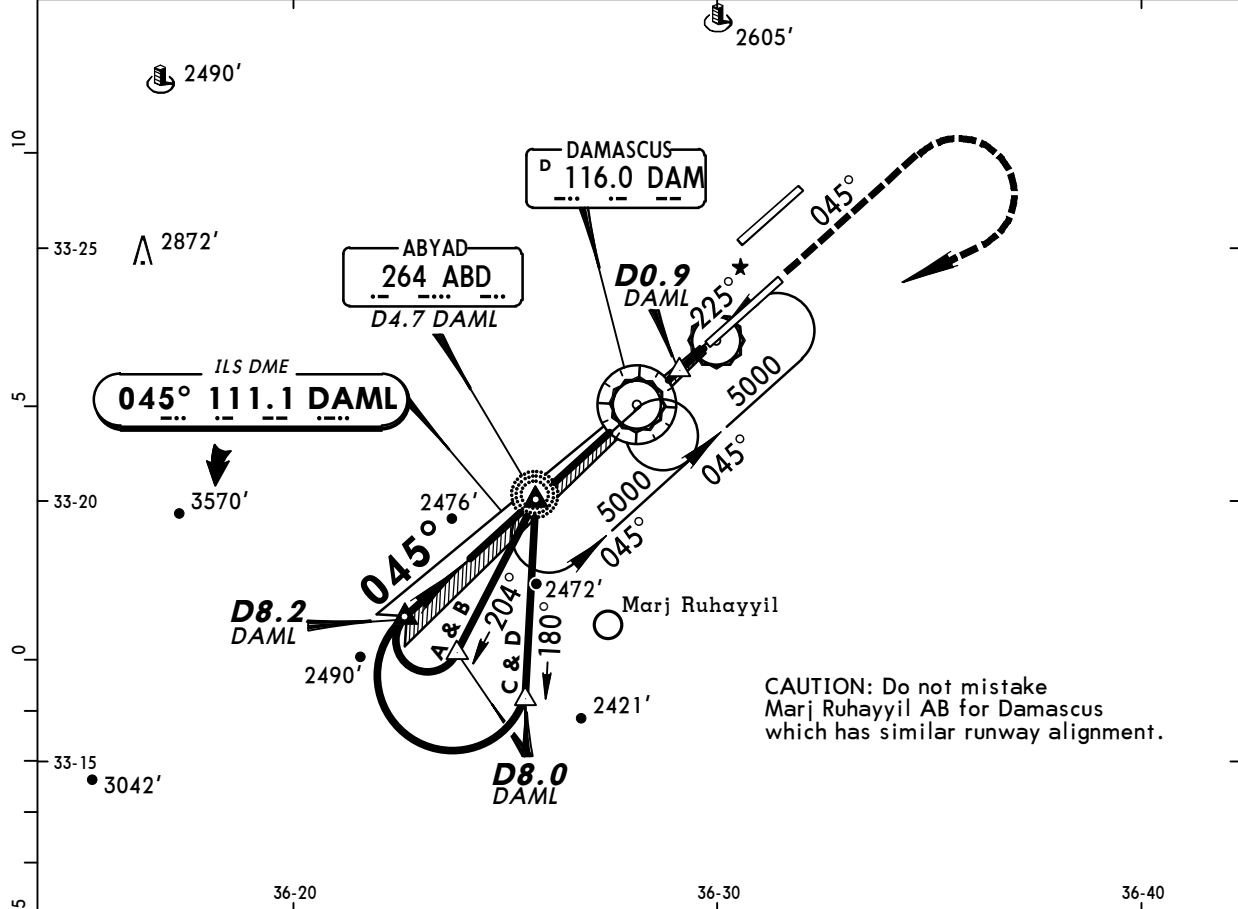 2605'
2490'
10
DAMASCUS
D 116.0 DAM
045°
2872'
33-25
ABYAD
264 ABD
D4.7 DAML
D0.9
DAML
225°
ILS DME
045° 111.1 DAML
5
5000
045°
3570'
2476'
33-20
5000
045°
045°
2472'
Marj Ruhayyil
D8.2
DAML
204°
180°
A & B
C & D
0
2490'
2421'
CAUTION: Do not mistake
Marj Ruhayyil AB for Damascus
which has similar runway alignment.
D8.0
DAML
33-15
3042'
5
36-20
36-30
36-40